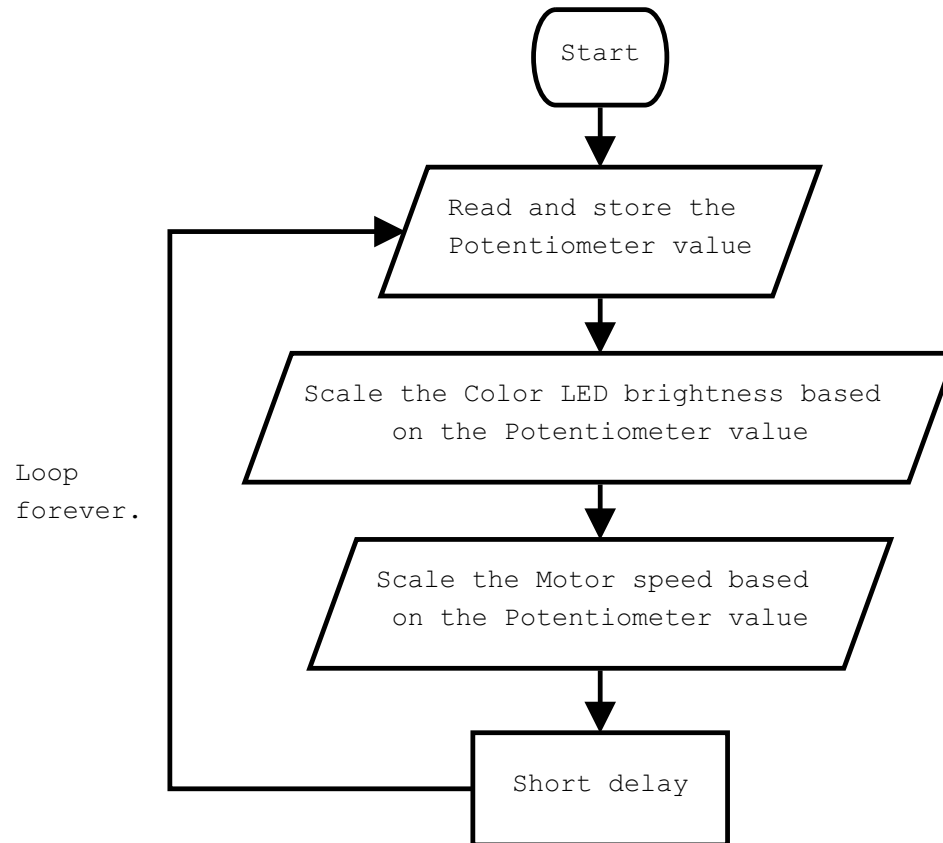 Start
Read and store the
Potentiometer value
Scale the Color LED brightness based
on the Potentiometer value
Loop
forever.
Scale the Motor speed based
on the Potentiometer value
Short delay